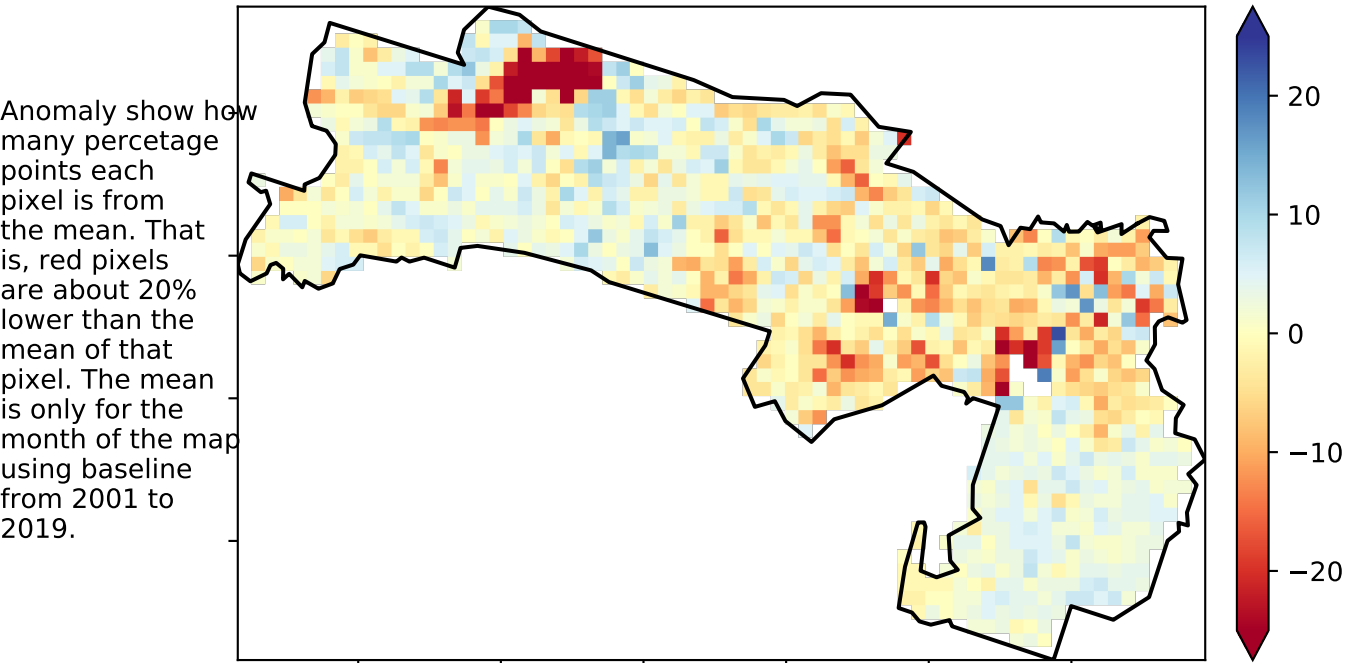 Anomaly show how
many percetage
points each
pixel is from
the mean. That
is, red pixels
are about 20%
lower than the
mean of that
pixel. The mean
is only for the
month of the map
using baseline
from 2001 to
2019.
20
10
0
−10
−20